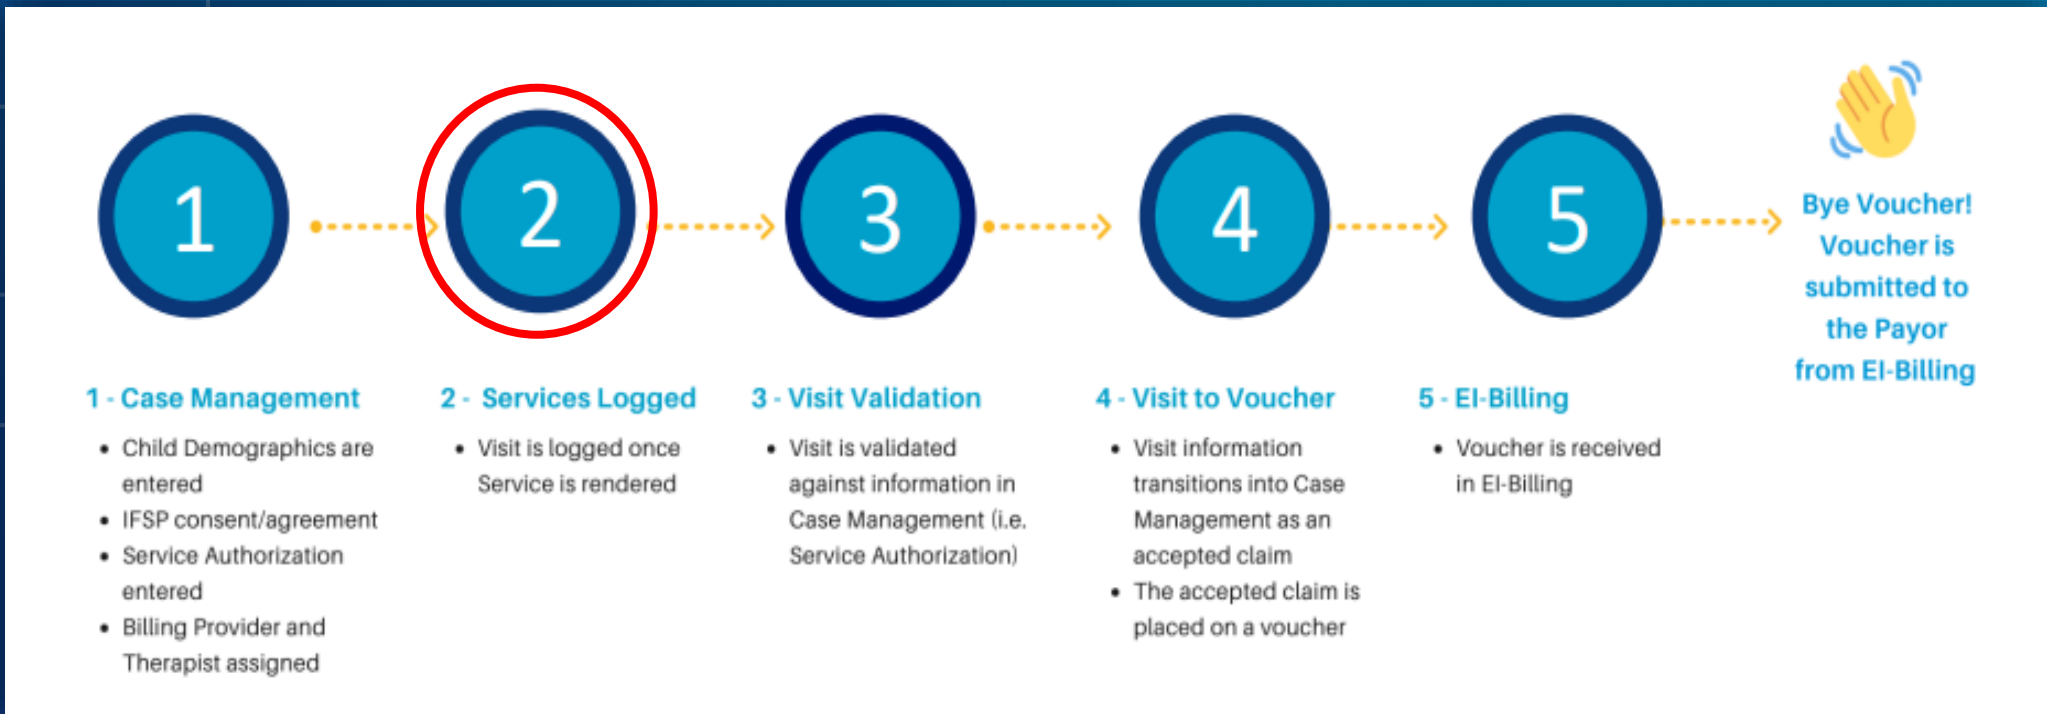 1
2
3
4
5
Bye Voucher!
Voucher is
submitted to
the Payor
from EI-Billing
1 - Case Management
• Child Demographics are
entered
• IFSP consent/agreement
• Service Authorization
entered
• Billing Provider and
Therapist assigned
2 - Services Logged
• Visit is logged once
Service is rendered
3 - Visit Validation
• Visit is validated
against information in
Case Management (i.e.
Service Authorization)
4 - Visit to Voucher
• Visit information
transitions into Case
Management as an
accepted claim
• The accepted claim is
placed on a voucher
5 - EI-Billing
• Voucher is received
in EI-Billing